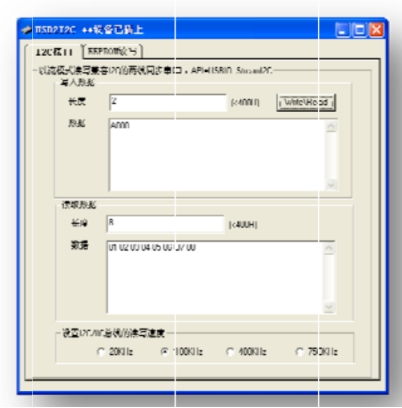 USB2I2C **设备已插上
I2C接口 EEPROM读写
以流模式读写兼容I2C的两线同步串口，API=USBIO_StreamI2C
写入数据
长度 2 (<400H) Write\Read
数据 A000
读取数据
长度 8 (<400H)
数据 01 02 03 04 05 06 07 00
设置I2C/IIC总线的读写速度
20KHz 100KHz 400KHz 750KHz